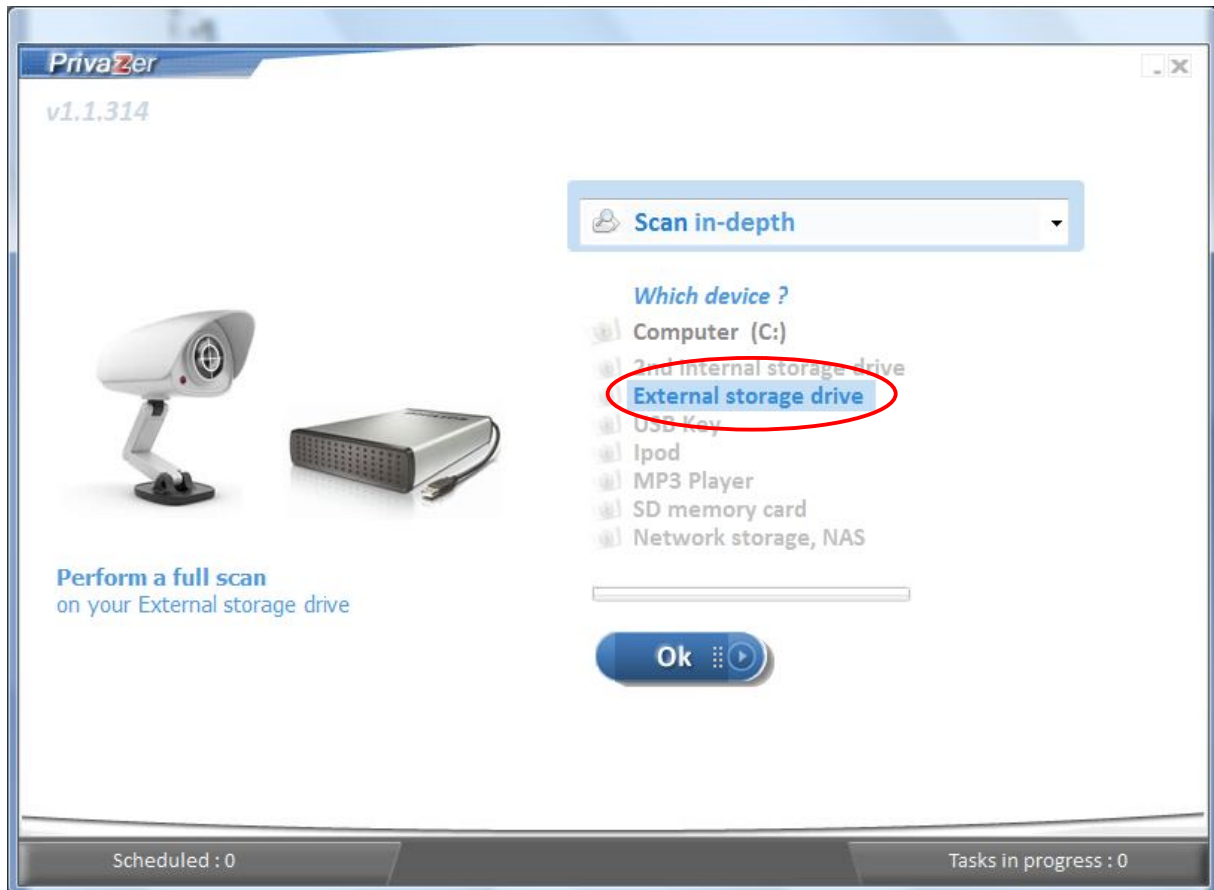 PrivaZer
v1.1.314
Scan in-depth
Which device ?
Computer (C:)
2nd internal storage drive
External storage drive
USB Key
Ipod
MP3 Player
SD memory card
Network storage, NAS
Perform a full scan
on your External storage drive
Ok
Scheduled : 0
Tasks in progress : 0